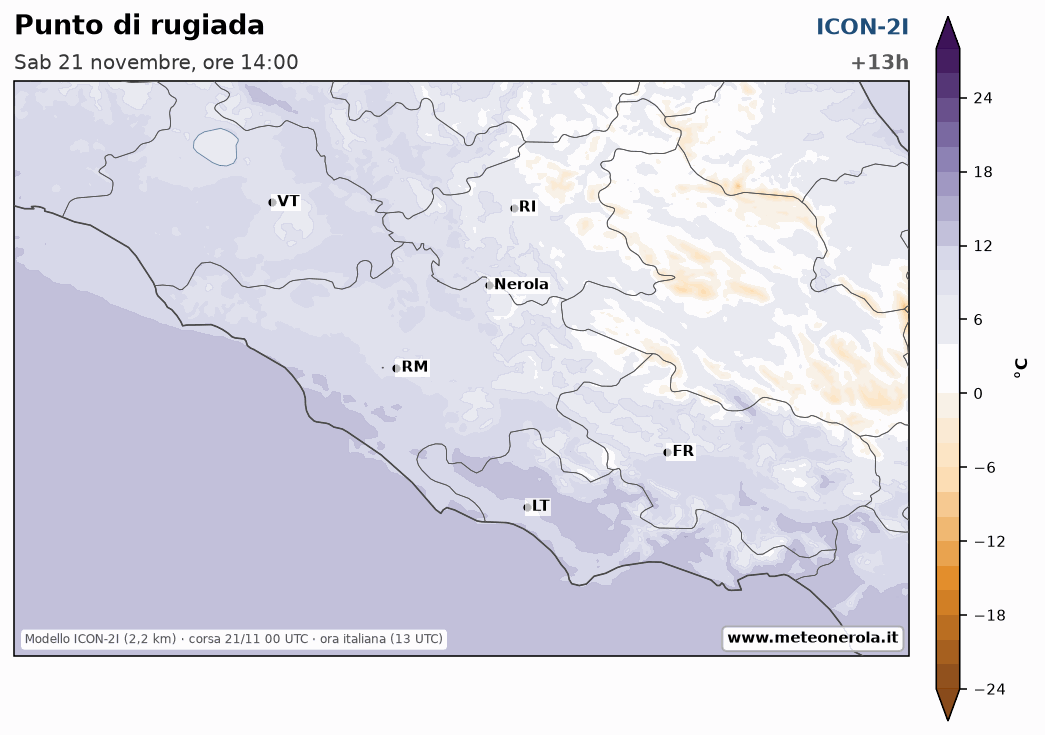 Punto di rugiada
ICON-2I
Sab 21 novembre, ore 14:00
+13h
VT
RI
Nerola
RM
FR
LT
Modello ICON-2I (2,2 km) · corsa 21/11 00 UTC · ora italiana (13 UTC)
www.meteonerola.it
24
18
12
6
0
−6
−12
−18
−24
°C